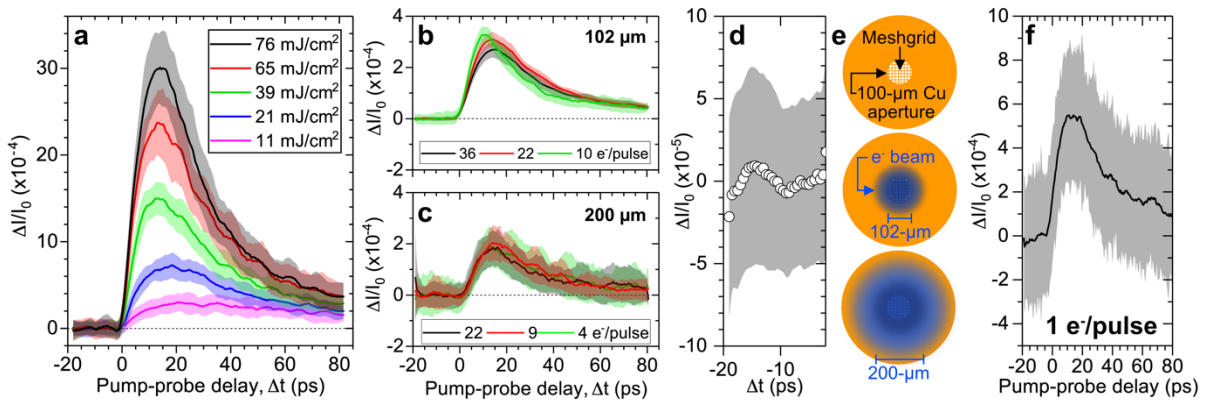 a
76 mJ/cm²
65 mJ/cm²
39 mJ/cm²
21 mJ/cm²
11 mJ/cm²
ΔI/I₀ (x10⁻⁴)
30
20
10
0
-20 0 20 40 60 80
Pump-probe delay, Δt (ps)
b
102 µm
ΔI/I₀ (x10⁻⁴)
4
2
0
-2
36 22 10 e⁻/pulse
c
200 µm
ΔI/I₀ (x10⁻⁴)
4
2
0
-2
22 9 4 e⁻/pulse
-20 0 20 40 60 80
Pump-probe delay, Δt (ps)
d
ΔI/I₀ (x10⁻⁵)
10
5
0
-5
-10
-20 -10
Δt (ps)
e
Meshgrid
100-µm Cu
aperture
e⁻ beam
102-µm
200-µm
f
ΔI/I₀ (x10⁻⁴)
10
8
6
4
2
0
-2
-4
1 e⁻/pulse
-20 0 20 40 60 80
Pump-probe delay (ps)